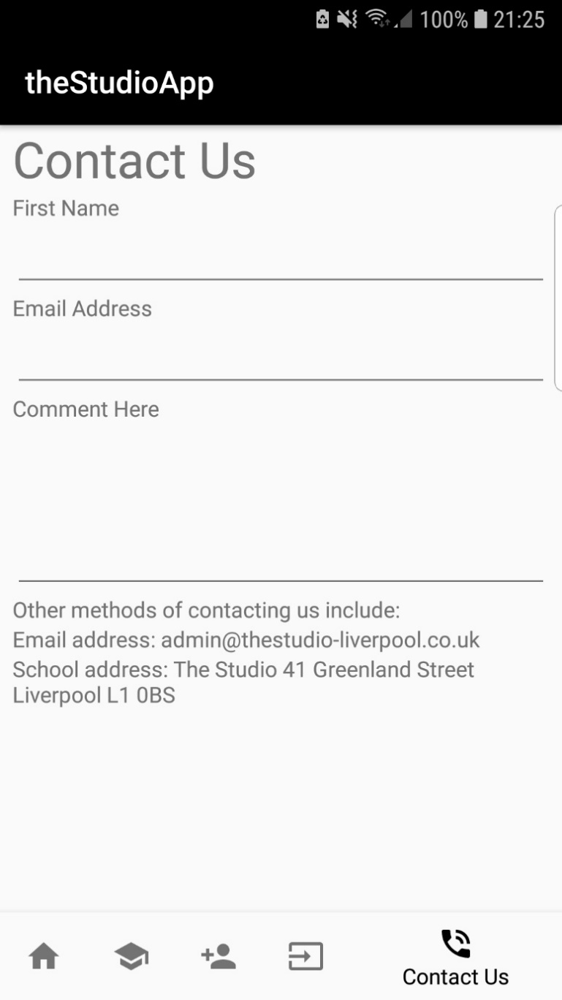 100% 21:25
theStudioApp
Contact Us
First Name
Email Address
Comment Here
Other methods of contacting us include:
Email address: admin@thestudio-liverpool.co.uk
School address: The Studio 41 Greenland Street
Liverpool L1 0BS
Contact Us